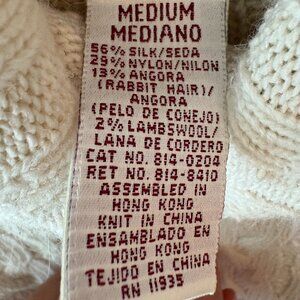 MEDIUM
MEDIANO
56% SILK/SEDA
29% NYLON/NILON
13% ANGORA
(RABBIT HAIR)/
ANGORA
(PELO DE CONEJO)
2% LAMBSWOOL/
LANA DE CORDERO
CAT NO. 814-0204
RET NO. 814-8410
ASSEMBLED IN
HONG KONG
KNIT IN CHINA
ENSAMBLADO EN
HONG KONG
TEJIDO EN CHINA
RN 11935